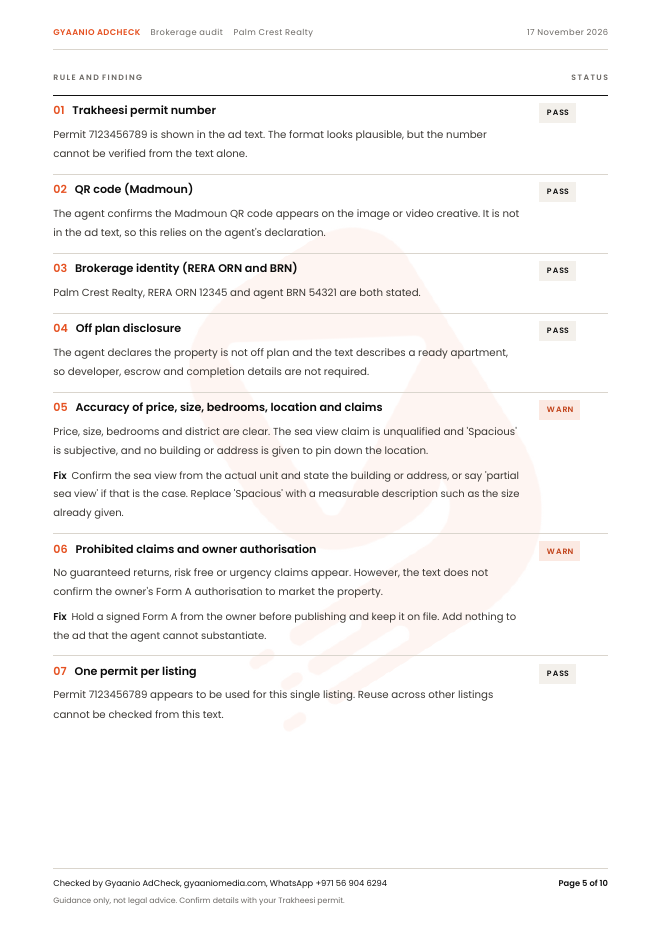 GYAANIO ADCHECK Brokerage audit Palm Crest Realty 17 November 2026
RULE AND FINDING STATUS
01 Trakheesi permit number PASS
Permit 7123456789 is shown in the ad text. The format looks plausible, but the number
cannot be verified from the text alone.
02 QR code (Madmoun) PASS
The agent confirms the Madmoun QR code appears on the image or video creative. It is not
in the ad text, so this relies on the agent's declaration.
03 Brokerage identity (RERA ORN and BRN) PASS
Palm Crest Realty, RERA ORN 12345 and agent BRN 54321 are both stated.
04 Off plan disclosure PASS
The agent declares the property is not off plan and the text describes a ready apartment,
so developer, escrow and completion details are not required.
05 Accuracy of price, size, bedrooms, location and claims WARN
Price, size, bedrooms and district are clear. The sea view claim is unqualified and 'Spacious'
is subjective, and no building or address is given to pin down the location.
Fix Confirm the sea view from the actual unit and state the building or address, or say 'partial
sea view' if that is the case. Replace 'Spacious' with a measurable description such as the size
already given.
06 Prohibited claims and owner authorisation WARN
No guaranteed returns, risk free or urgency claims appear. However, the text does not
confirm the owner's Form A authorisation to market the property.
Fix Hold a signed Form A from the owner before publishing and keep it on file. Add nothing to
the ad that the agent cannot substantiate.
07 One permit per listing PASS
Permit 7123456789 appears to be used for this single listing. Reuse across other listings
cannot be checked from this text.
Checked by Gyaanio AdCheck, gyaaniomedia.com, WhatsApp +971 56 904 6294 Page 5 of 10
Guidance only, not legal advice. Confirm details with your Trakheesi permit.